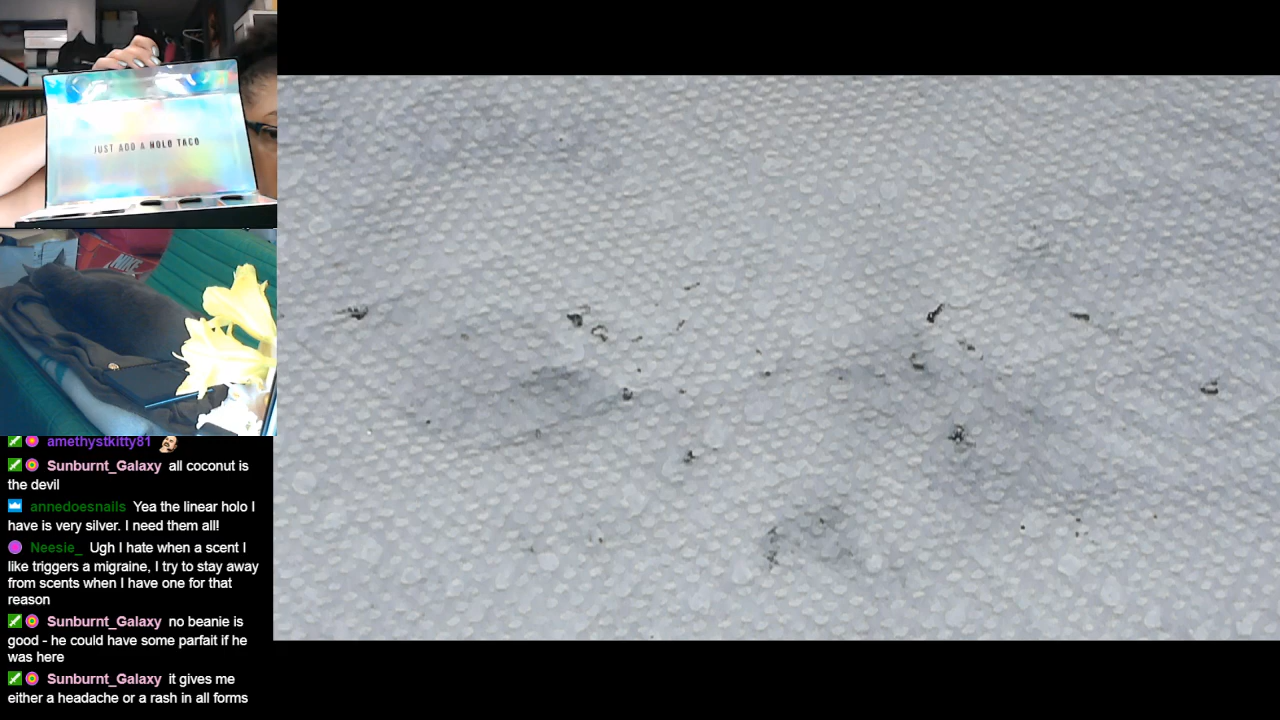 JUST ADD A HOLO TACO
NIKE
amethystkitty81
Sunburnt_Galaxy all coconut is
the devil
annedoesnails Yea the linear holo I
have is very silver. I need them all!
Neesie_ Ugh I hate when a scent I
like triggers a migraine, I try to stay away
from scents when I have one for that
reason
Sunburnt_Galaxy no beanie is
good - he could have some parfait if he
was here
Sunburnt_Galaxy it gives me
either a headache or a rash in all forms